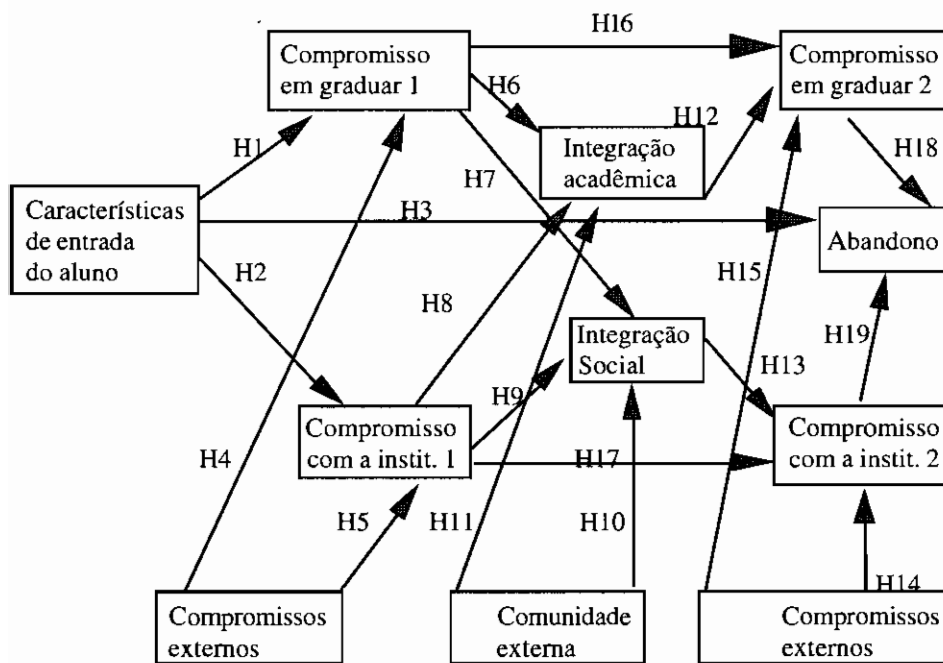 H16
Compromisso
em graduar 1
Compromisso
em graduar 2
H6
H12
H1
Integração
acadêmica
H18
H7
Características
de entrada
do aluno
H3
Abandono
H2
H15
H8
Integração
Social
H19
H13
H9
Compromisso
com a instit. 1
Compromisso
com a instit. 2
H4
H17
H5
H11
H10
H14
Compromissos
externos
Comunidade
externa
Compromissos
externos